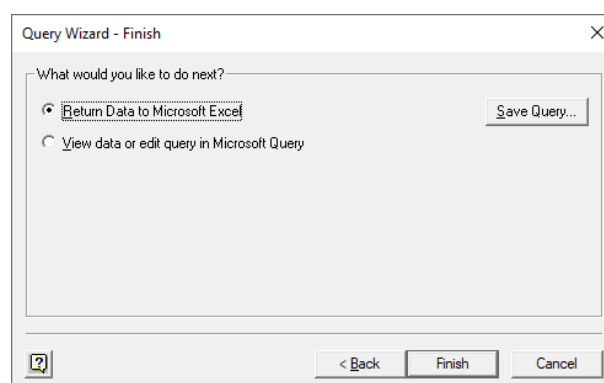 Query Wizard - Finish
What would you like to do next?
Return Data to Microsoft Excel
Save Query...
View data or edit query in Microsoft Query
?
< Back
Finish
Cancel